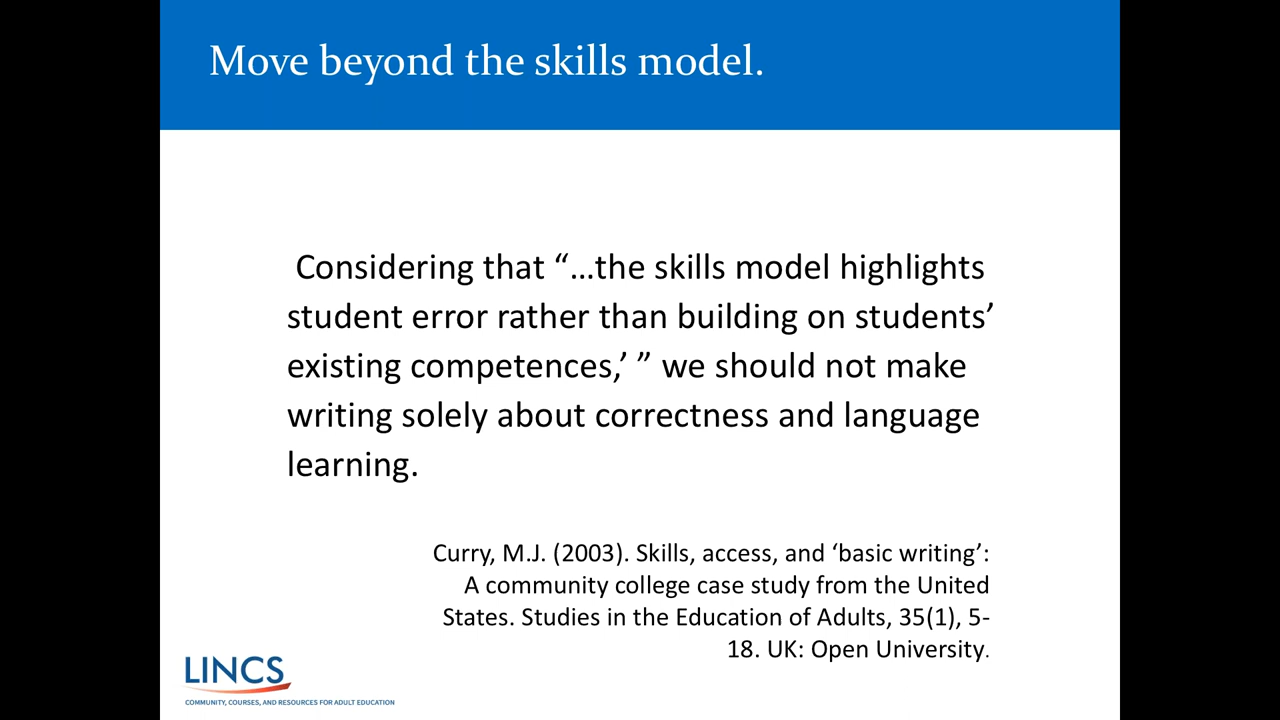 Move beyond the skills model.
Considering that “…the skills model highlights
student error rather than building on students’
existing competences,’ ” we should not make
writing solely about correctness and language
learning.
Curry, M.J. (2003). Skills, access, and ‘basic writing’:
A community college case study from the United
States. Studies in the Education of Adults, 35(1), 5-
18. UK: Open University.
LINCS
COMMUNITY, COURSES, AND RESOURCES FOR ADULT EDUCATION